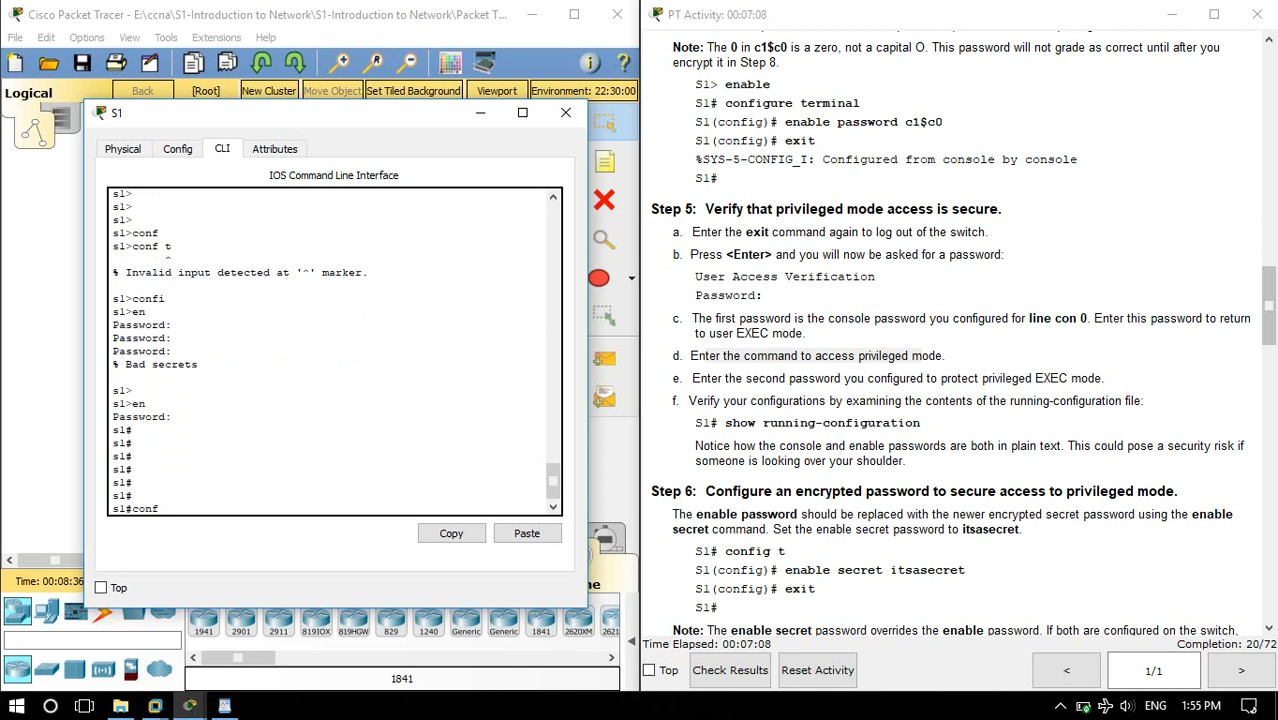 Cisco Packet Tracer - E:\ccna\S1-Introduction to Network\S1-Introduction to Network\Packet T...
File Edit Options View Tools Extensions Help
Logical
Back
[Root]
New Cluster
Move Object
Set Tiled Background
Viewport
Environment: 22:30:00
S1
Physical
Config
CLI
Attributes
IOS Command Line Interface
s1>
s1>
s1>
s1>conf
s1>conf t
^
% Invalid input detected at '^' marker.
s1>confi
s1>en
Password:
Password:
Password:
% Bad secrets
s1>
s1>en
Password:
s1#
s1#
s1#
s1#
s1#
s1#
s1#conf
Copy
Paste
Top
Time: 00:08:36
1941
2901
2911
819IOX
819HGW
829
1240
Generic
Generic
1841
2620XM
1841
PT Activity: 00:07:08
Note: The 0 in c1$c0 is a zero, not a capital O. This password will not grade as correct until after you
encrypt it in Step 8.
S1> enable
S1# configure terminal
S1(config)# enable password c1$c0
S1(config)# exit
%SYS-5-CONFIG_I: Configured from console by console
S1#
Step 5: Verify that privileged mode access is secure.
a. Enter the exit command again to log out of the switch.
b. Press <Enter> and you will now be asked for a password:
User Access Verification
Password:
c. The first password is the console password you configured for line con 0. Enter this password to return
to user EXEC mode.
d. Enter the command to access privileged mode.
e. Enter the second password you configured to protect privileged EXEC mode.
f. Verify your configurations by examining the contents of the running-configuration file:
S1# show running-configuration
Notice how the console and enable passwords are both in plain text. This could pose a security risk if
someone is looking over your shoulder.
Step 6: Configure an encrypted password to secure access to privileged mode.
The enable password should be replaced with the newer encrypted secret password using the enable
secret command. Set the enable secret password to itsasecret.
S1# config t
S1(config)# enable secret itsasecret
S1(config)# exit
S1#
Note: The enable secret password overrides the enable password. If both are configured on the switch,
Time Elapsed: 00:07:08
Completion: 20/72
Top
Check Results
Reset Activity
<
1/1
>
ENG
1:55 PM